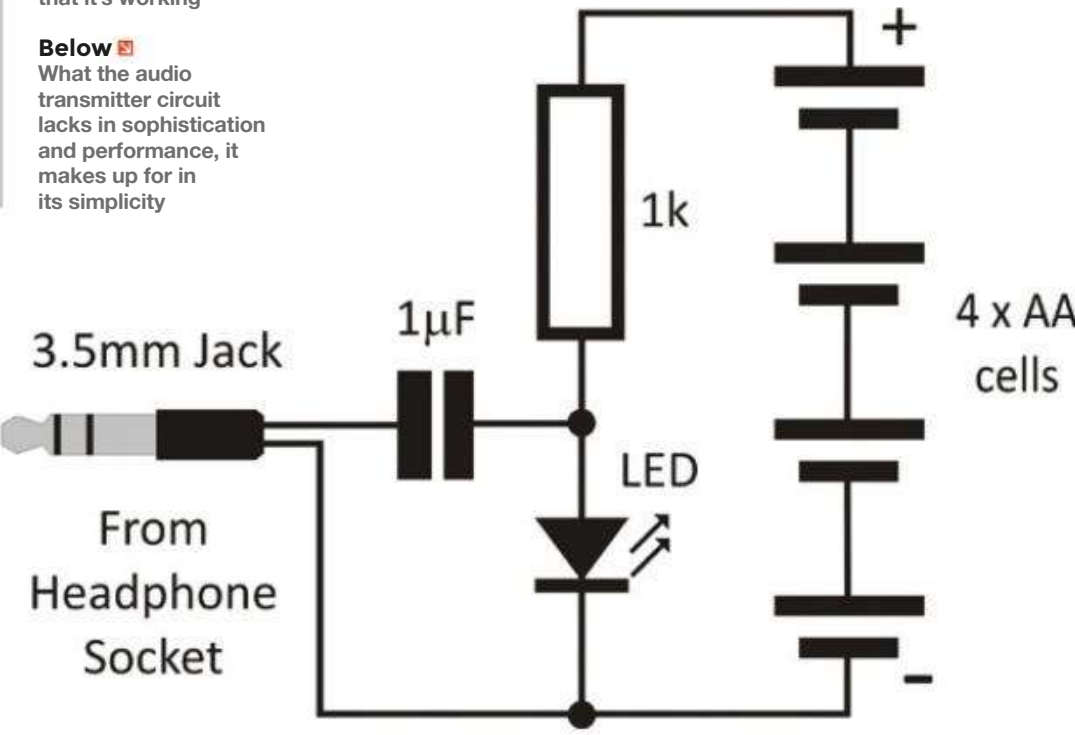 that it's working
Below
What the audio
transmitter circuit
lacks in sophistication
and performance, it
makes up for in
its simplicity
+
1k
1μF
3.5mm Jack
4 x AA
cells
LED
From
Headphone
Socket
-